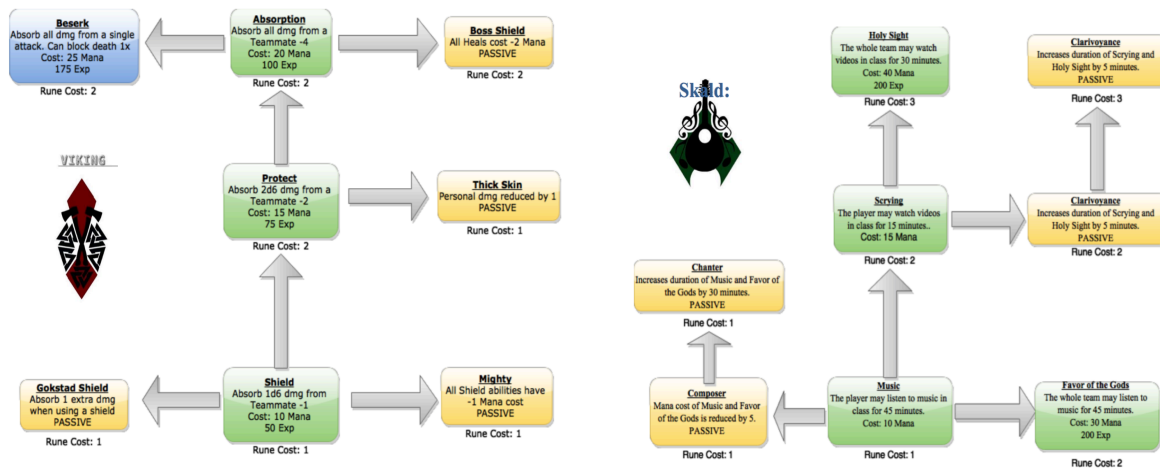 Beserk
Absorb all dmg from a single
attack. Can block death 1x
Cost: 25 Mana
175 Exp
Rune Cost: 2
Absorption
Absorb all dmg from a
Teammate -4
Cost: 20 Mana
100 Exp
Rune Cost: 2
Boss Shield
All Heals cost -2 Mana
PASSIVE
Rune Cost: 2
VIKING
Protect
Absorb 2d6 dmg from a
Teammate -2
Cost: 15 Mana
75 Exp
Rune Cost: 2
Thick Skin
Personal dmg reduced by 1
PASSIVE
Rune Cost: 1
Gokstad Shield
Absorb 1 extra dmg
when using a shield
PASSIVE
Rune Cost: 1
Shield
Absorb 1d6 dmg from
Teammate -1
Cost: 10 Mana
50 Exp
Rune Cost: 1
Mighty
All Shield abilities have
-1 Mana cost
PASSIVE
Rune Cost: 1
Skald:
Holy Sight
The whole team may watch
videos in class for 30 minutes.
Cost: 40 Mana
200 Exp
Rune Cost: 3
Clarivoyance
Increases duration of Scrying and
Holy Sight by 5 minutes.
PASSIVE
Rune Cost: 3
Scrying
The player may watch videos
in class for 15 minutes..
Cost: 15 Mana
Rune Cost: 2
Clarivoyance
Increases duration of Scrying and
Holy Sight by 5 minutes.
PASSIVE
Rune Cost: 2
Chanter
Increases duration of Music and Favor of
the Gods by 30 minutes.
PASSIVE
Rune Cost: 1
Composer
Mana cost of Music and Favor
of the Gods is reduced by 5.
PASSIVE
Rune Cost: 1
Music
The player may listen to music in
class for 45 minutes.
Cost: 10 Mana
Rune Cost: 1
Favor of the Gods
The whole team may listen to
music for 45 minutes.
Cost: 30 Mana
200 Exp
Rune Cost: 2